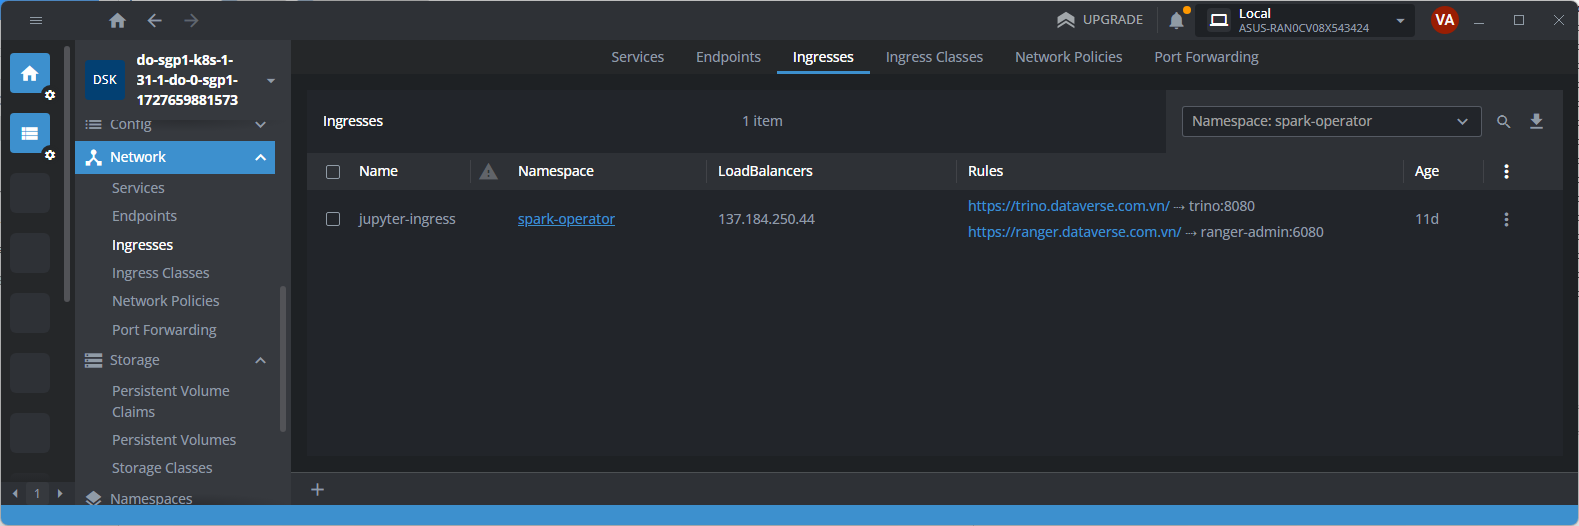 UPGRADE
Local
ASUS-RAN0CV08X543424
VA
DSK
do-sgp1-k8s-1-
31-1-do-0-sgp1-
1727659881573
Config
Network
Services
Endpoints
Ingresses
Ingress Classes
Network Policies
Port Forwarding
Storage
Persistent Volume
Claims
Persistent Volumes
Storage Classes
Namespaces
1
Services Endpoints Ingresses Ingress Classes Network Policies Port Forwarding
Ingresses 1 item Namespace: spark-operator
Name Namespace LoadBalancers Rules Age
jupyter-ingress spark-operator 137.184.250.44 https://trino.dataverse.com.vn/ ⇢ trino:8080 11d
https://ranger.dataverse.com.vn/ ⇢ ranger-admin:6080